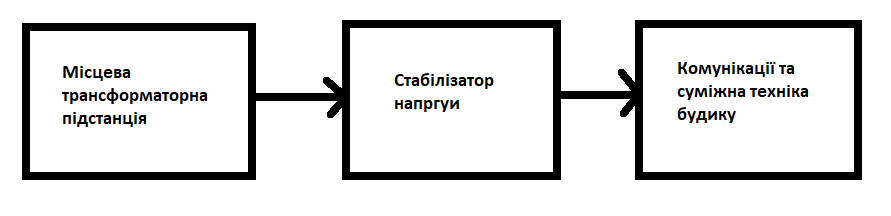 Місцева
трансформаторна
підстанція
Стабілізатор
напргуи
Комунікації та
суміжна техніка
будику